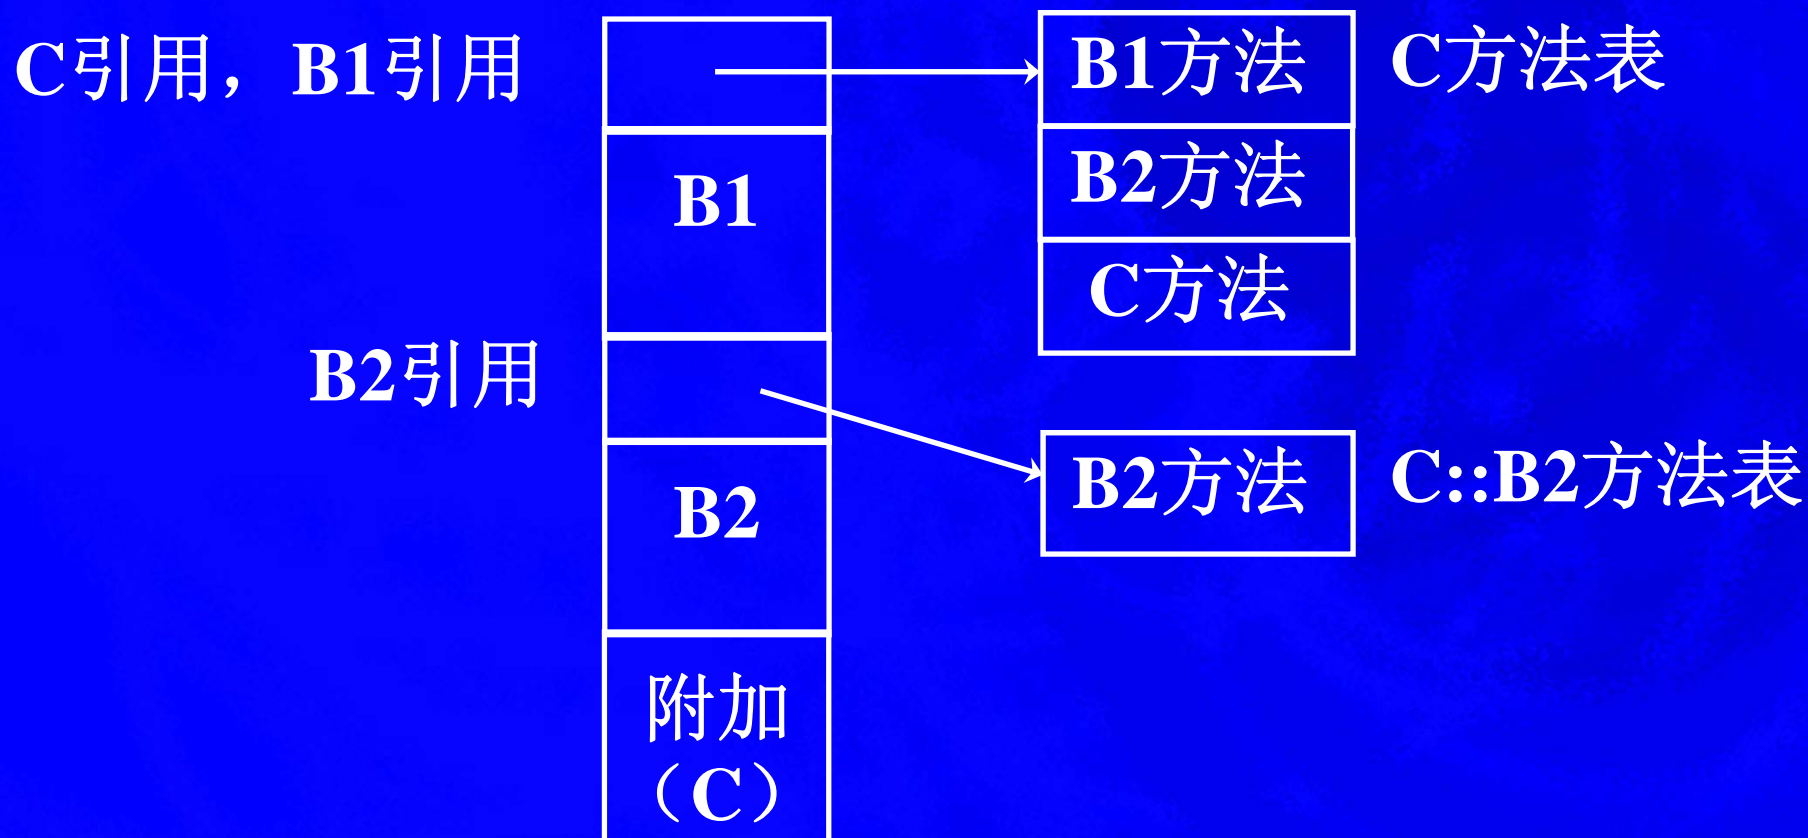 C引用，B1引用
B1方法
C方法表
B1
B2方法
C方法
B2引用
B2
B2方法
C::B2方法表
附加
（C）